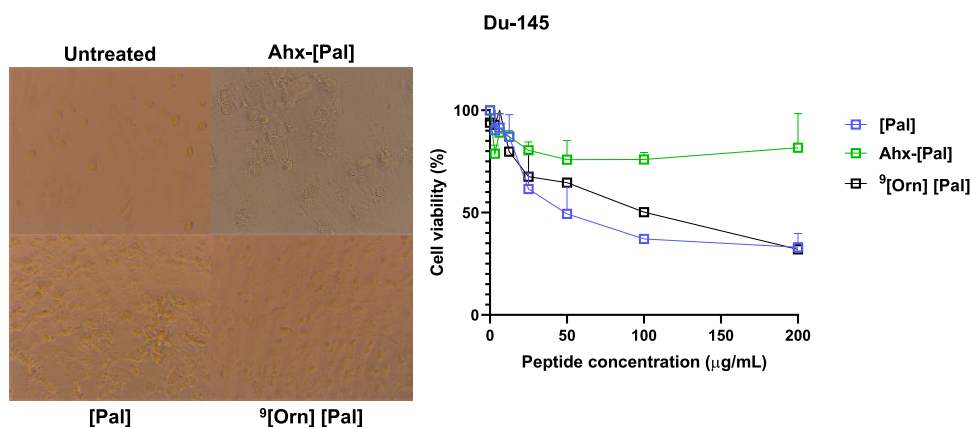 Du-145
Untreated Ahx-[Pal]
[Pal] ⁹[Orn] [Pal]
Cell viability (%)
100
50
0
0 50 100 150 200
Peptide concentration (μg/mL)
[Pal]
Ahx-[Pal]
⁹[Orn] [Pal]